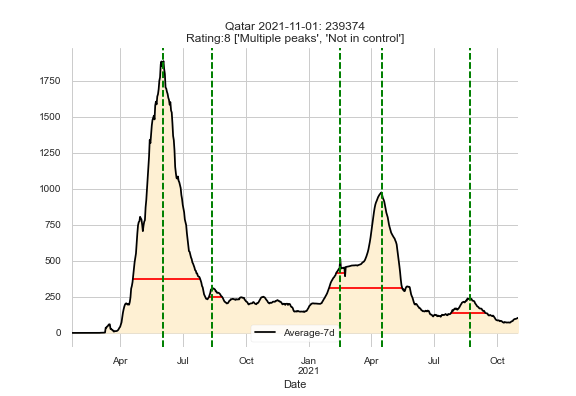 Qatar 2021-11-01: 239374
Rating:8 ['Multiple peaks', 'Not in control']
1750
1500
1250
1000
750
500
250
0
Average-7d
Apr Jul Oct Jan Apr Jul Oct
2021
Date